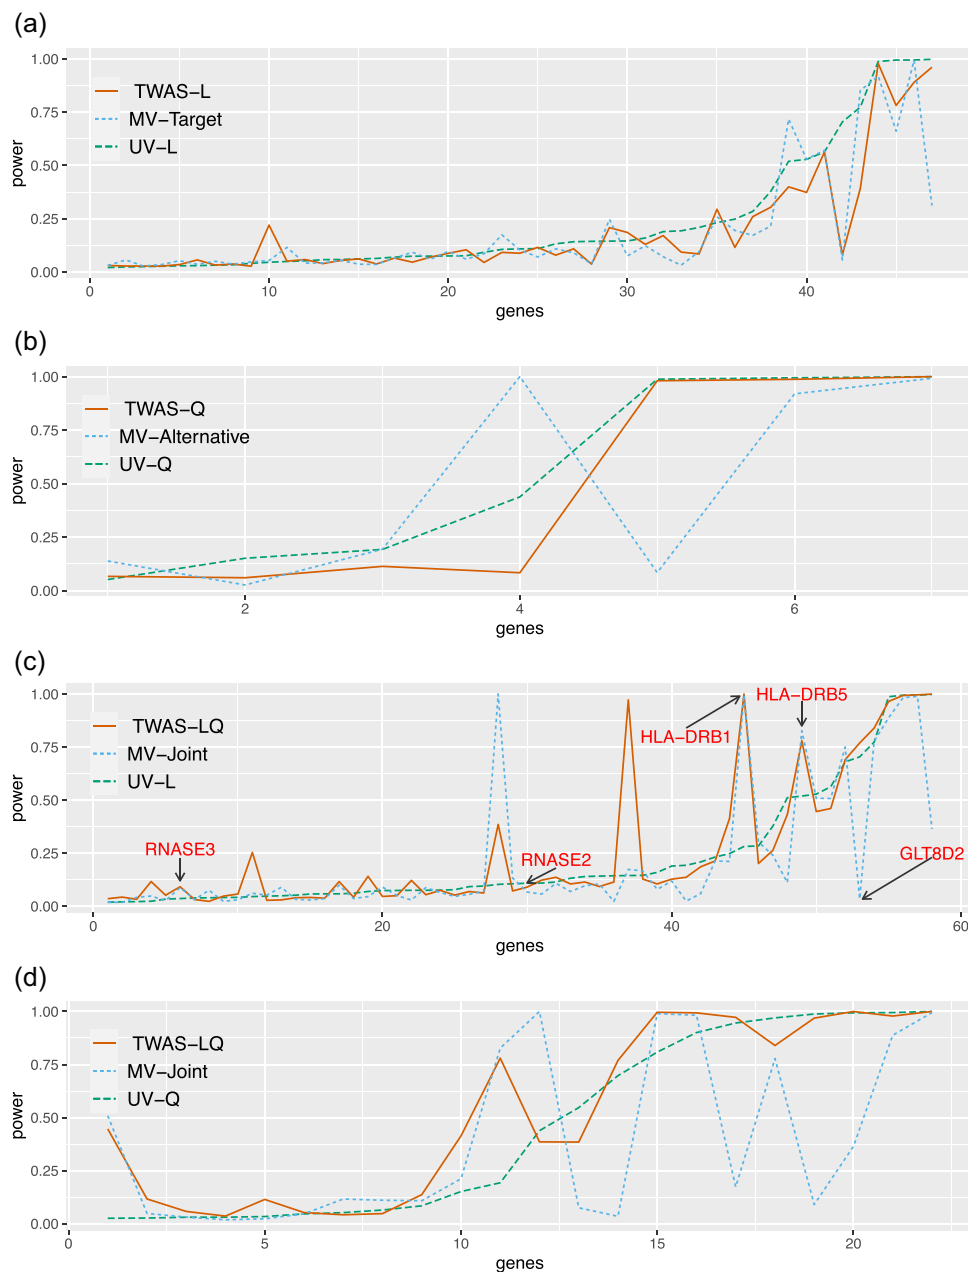 (a)
1.00
0.75
0.50
0.25
0.00
power
TWAS-L
MV-Target
UV-L
0 10 20 30 40
genes
(b)
1.00
0.75
0.50
0.25
0.00
power
TWAS-Q
MV-Alternative
UV-Q
2 4 6
genes
(c)
1.00
0.75
0.50
0.25
0.00
power
TWAS-LQ
MV-Joint
UV-L
RNASE3
RNASE2
HLA-DRB1
HLA-DRB5
GLT8D2
0 20 40 60
genes
(d)
1.00
0.75
0.50
0.25
0.00
power
TWAS-LQ
MV-Joint
UV-Q
0 5 10 15 20
genes